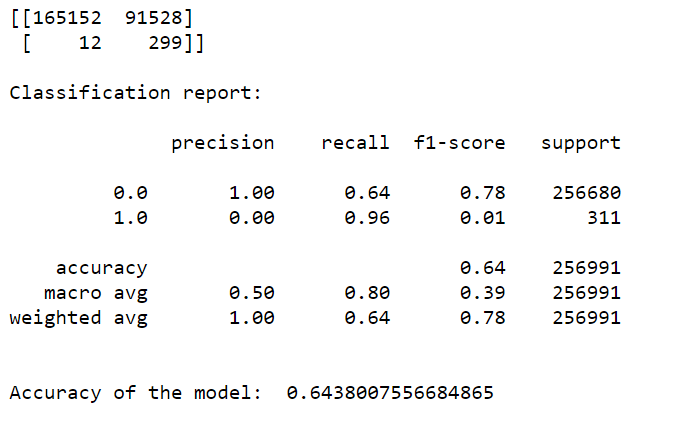 [[165152 91528]
[ 12 299]]
Classification report:
precision recall f1-score support
0.0 1.00 0.64 0.78 256680
1.0 0.00 0.96 0.01 311
accuracy 0.64 256991
macro avg 0.50 0.80 0.39 256991
weighted avg 1.00 0.64 0.78 256991
Accuracy of the model: 0.6438007556684865